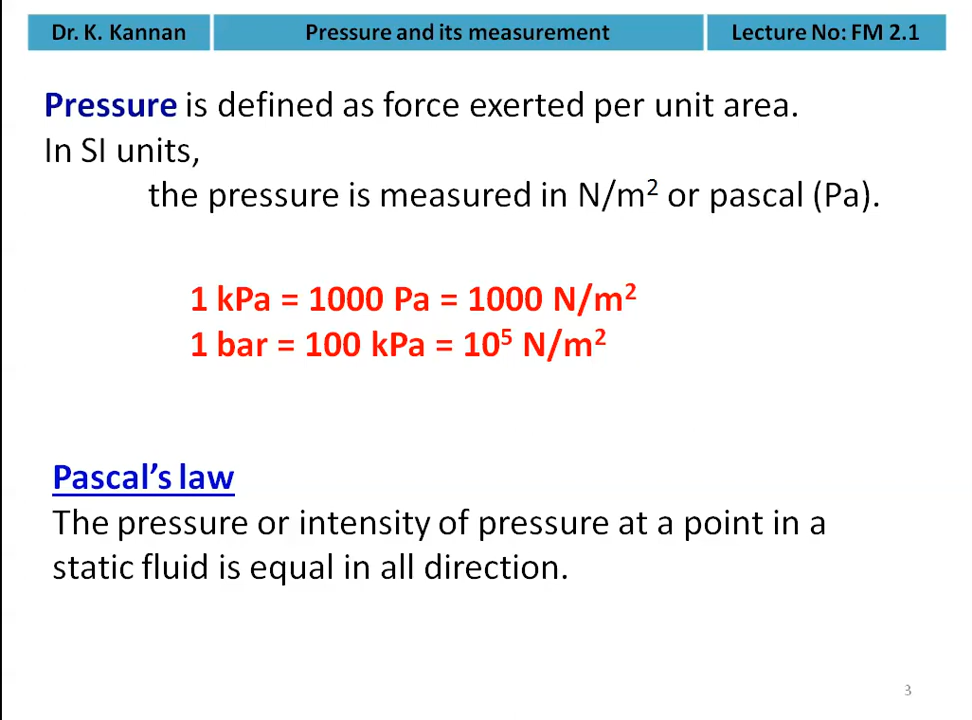 Dr. K. Kannan
Pressure and its measurement
Lecture No: FM 2.1
Pressure is defined as force exerted per unit area.
In SI units,
the pressure is measured in N/m² or pascal (Pa).
1 kPa = 1000 Pa = 1000 N/m²
1 bar = 100 kPa = 10⁵ N/m²
Pascal’s law
The pressure or intensity of pressure at a point in a
static fluid is equal in all direction.
3